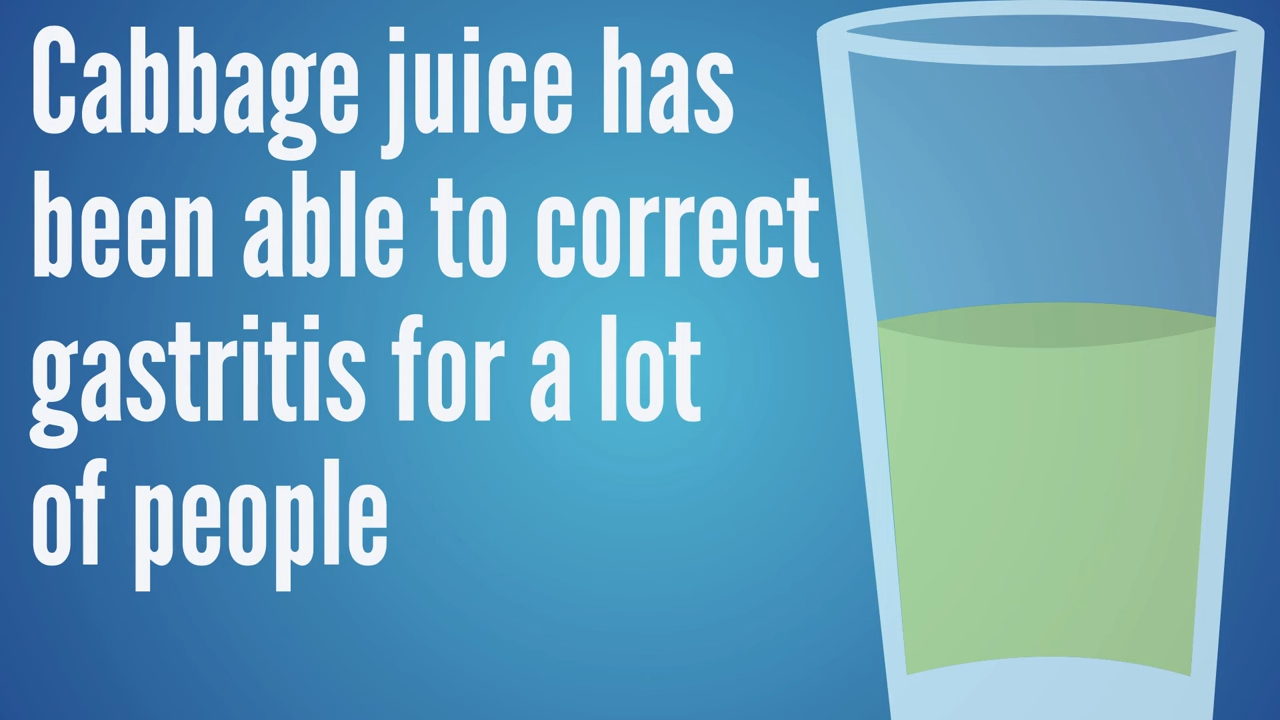 Cabbage juice has
been able to correct
gastritis for a lot
of people